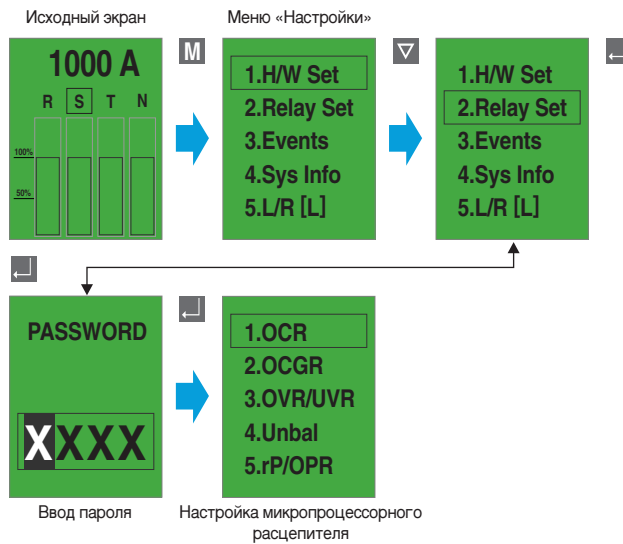 Исходный экран
Меню «Настройки»
1000 A
R S T N
100%
50%
M
1.H/W Set
2.Relay Set
3.Events
4.Sys Info
5.L/R [L]
1.H/W Set
2.Relay Set
3.Events
4.Sys Info
5.L/R [L]
PASSWORD
XXXX
1.OCR
2.OCGR
3.OVR/UVR
4.Unbal
5.rP/OPR
Ввод пароля
Настройка микропроцессорного
расцепителя